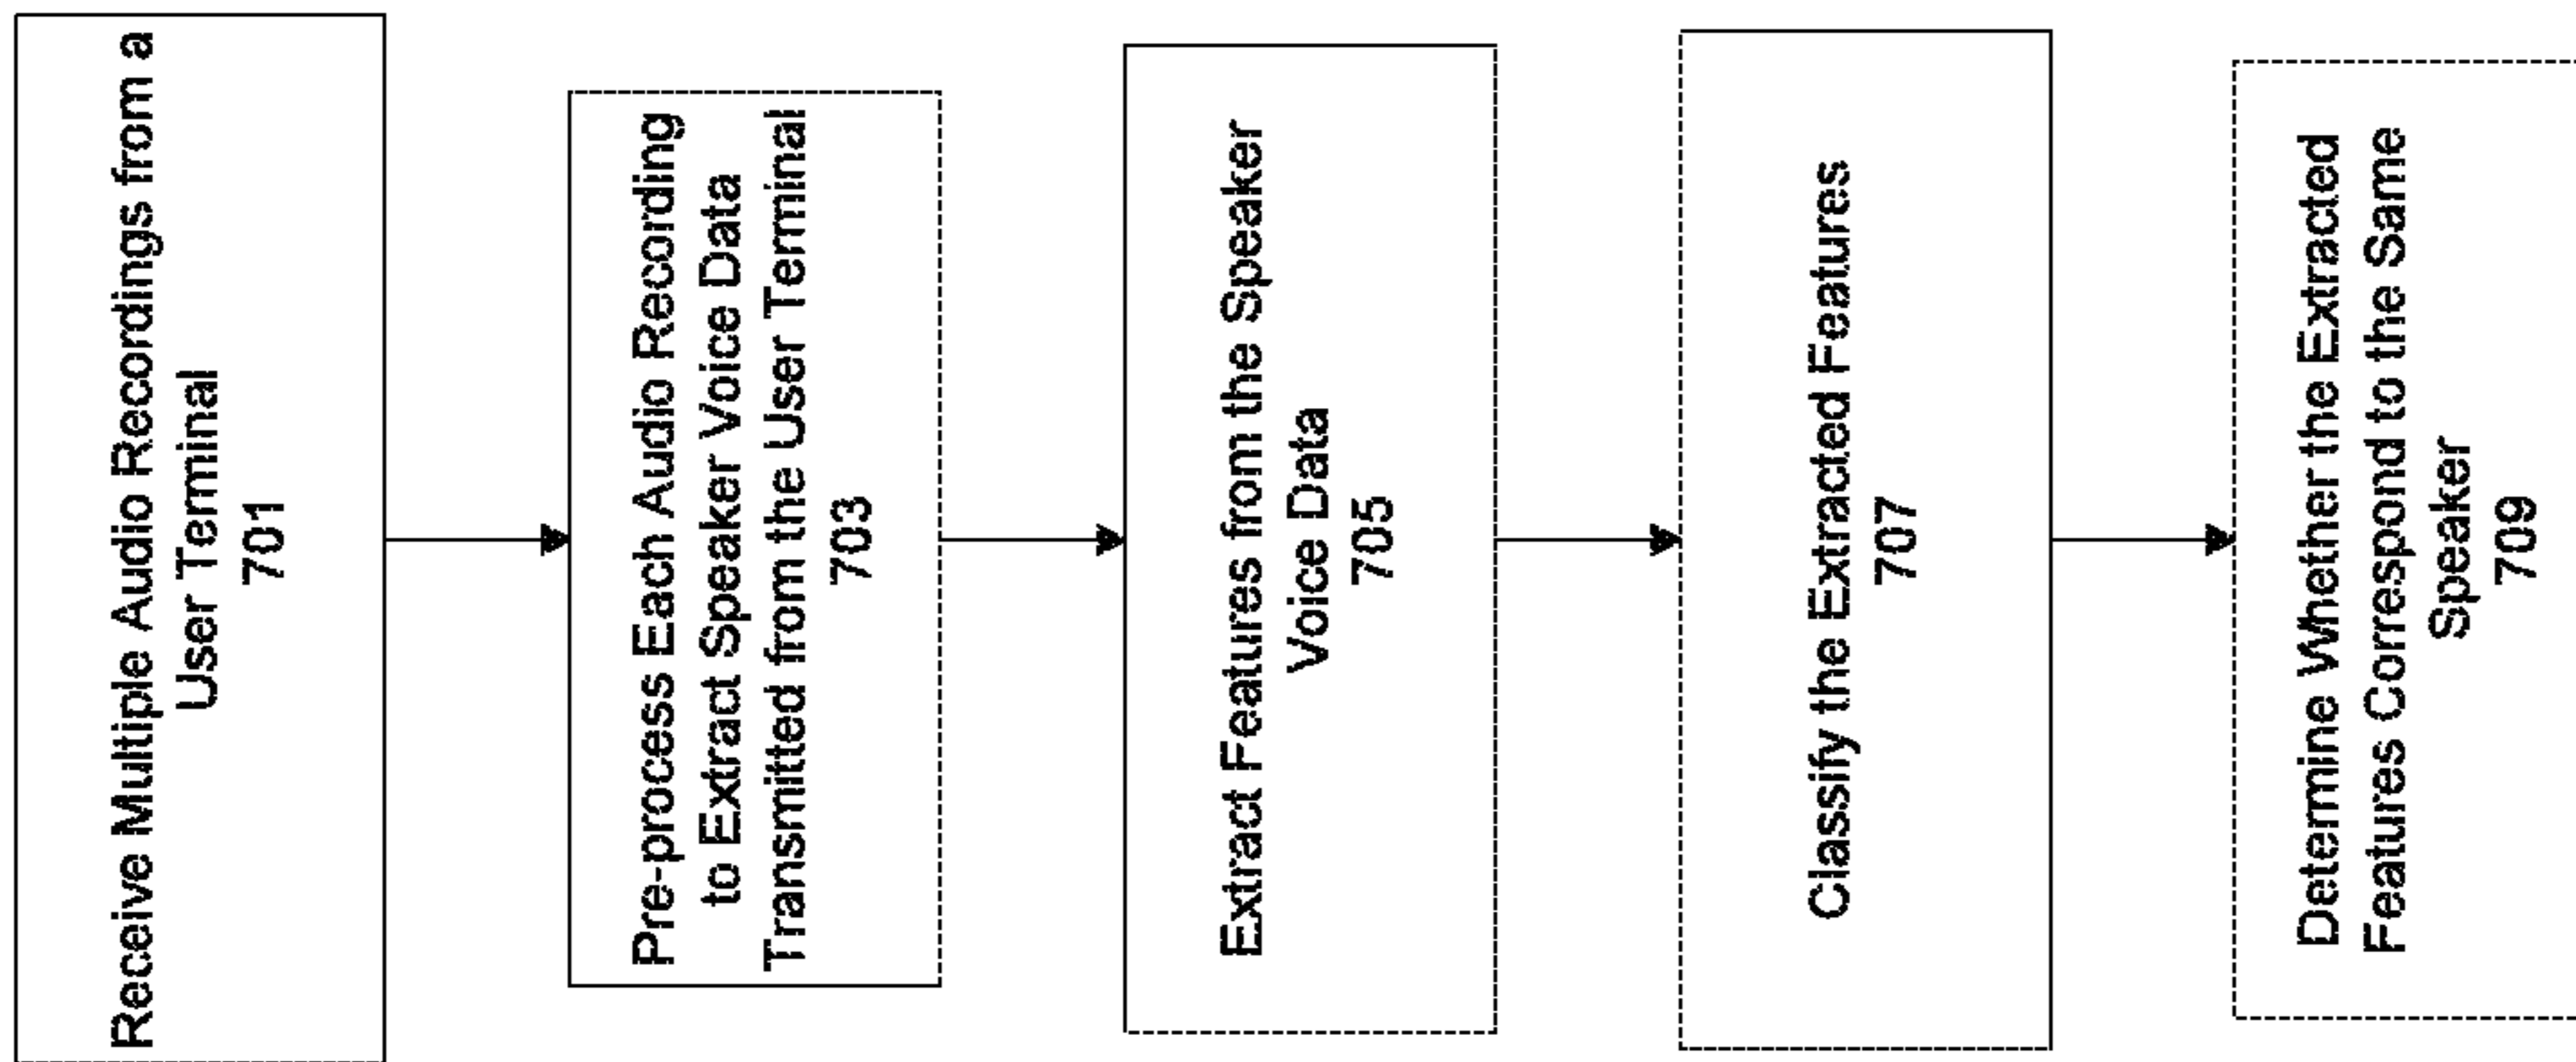 Receive Multiple Audio Recordings from a
User Terminal
701
Pre-process Each Audio Recording
to Extract Speaker Voice Data
Transmitted from the User Terminal
703
Extract Features from the Speaker
Voice Data
705
Classify the Extracted Features
707
Determine Whether the Extracted
Features Correspond to the Same
Speaker
709